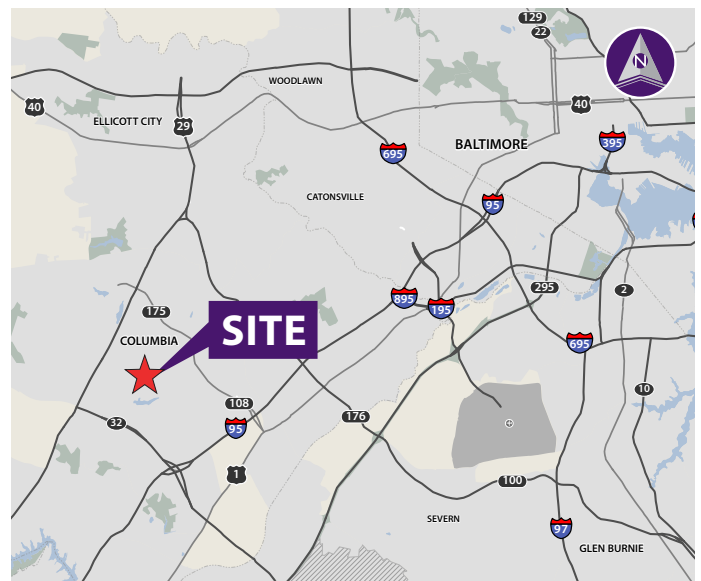 129
22
N
WOODLAWN
40
40
ELLICOTT CITY
29
395
BALTIMORE
695
CATONSVILLE
95
295
2
895
195
175
SITE
COLUMBIA
695
10
108
176
32
95
1
100
SEVERN
97
GLEN BURNIE